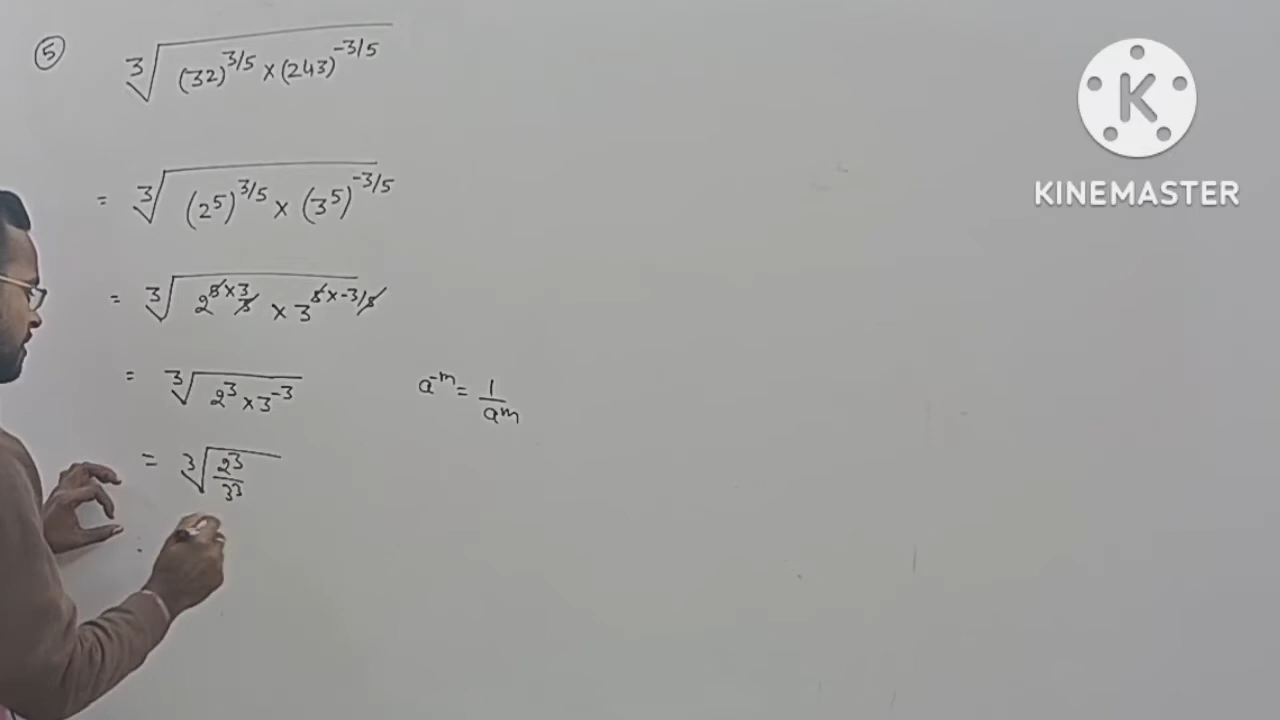 ⑤ ∛((32)^{3/5} × (243)^{-3/5})
= ∛((2^5)^{3/5} × (3^5)^{-3/5})
= ∛(2^{5×3/5} × 3^{5×-3/5})
= ∛(2^3 × 3^{-3})
a^{-m} = 1/a^m
= ∛(2^3/3^3)
K
KINEMASTER